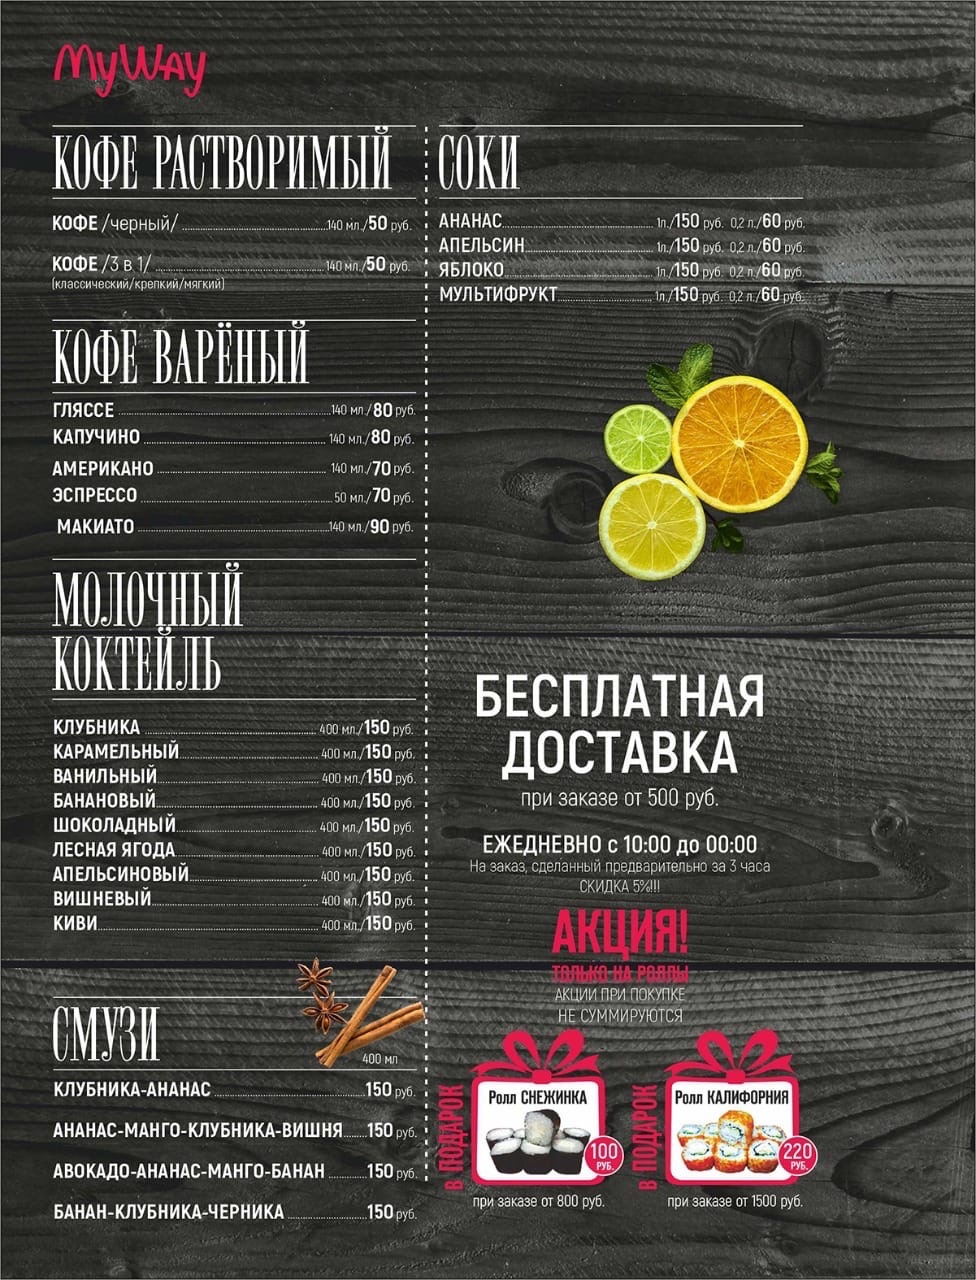 MyWay
КОФЕ РАСТВОРИМЫЙ
КОФЕ /черный/ 140 мл./50 руб.
КОФЕ /3 в 1/ 140 мл./50 руб.
(классический/крепкий/мягкий)
КОФЕ ВАРЁНЫЙ
ГЛЯССЕ 140 мл./80 руб.
КАПУЧИНО 140 мл./80 руб.
АМЕРИКАНО 140 мл./70 руб.
ЭСПРЕССО 50 мл./70 руб.
МАКИАТО 140 мл./90 руб.
МОЛОЧНЫЙ
КОКТЕЙЛЬ
КЛУБНИКА 400 мл./150 руб.
КАРАМЕЛЬНЫЙ 400 мл./150 руб.
ВАНИЛЬНЫЙ 400 мл./150 руб.
БАНАНОВЫЙ 400 мл./150 руб.
ШОКОЛАДНЫЙ 400 мл./150 руб.
ЛЕСНАЯ ЯГОДА 400 мл./150 руб.
АПЕЛЬСИНОВЫЙ 400 мл./150 руб.
ВИШНЕВЫЙ 400 мл./150 руб.
КИВИ 400 мл./150 руб.
СМУЗИ
400 мл
КЛУБНИКА-АНАНАС 150 руб.
АНАНАС-МАНГО-КЛУБНИКА-ВИШНЯ 150 руб.
АВОКАДО-АНАНАС-МАНГО-БАНАН 150 руб.
БАНАН-КЛУБНИКА-ЧЕРНИКА 150 руб.
СОКИ
АНАНАС 1л./150 руб. 0,2 л./60 руб.
АПЕЛЬСИН 1л./150 руб. 0,2 л./60 руб.
ЯБЛОКО 1л./150 руб. 0,2 л./60 руб.
МУЛЬТИФРУКТ 1л./150 руб. 0,2 л./60 руб.
БЕСПЛАТНАЯ
ДОСТАВКА
при заказе от 500 руб.
ЕЖЕДНЕВНО с 10:00 до 00:00
На заказ, сделанный предварительно за 3 часа
СКИДКА 5%!!!
АКЦИЯ!
ТОЛЬКО НА РОЛЛЫ
АКЦИИ ПРИ ПОКУПКЕ
НЕ СУММИРУЮТСЯ
В ПОДАРОК
Ролл СНЕЖИНКА
100
РУБ.
при заказе от 800 руб.
В ПОДАРОК
Ролл КАЛИФОРНИЯ
220
РУБ.
при заказе от 1500 руб.